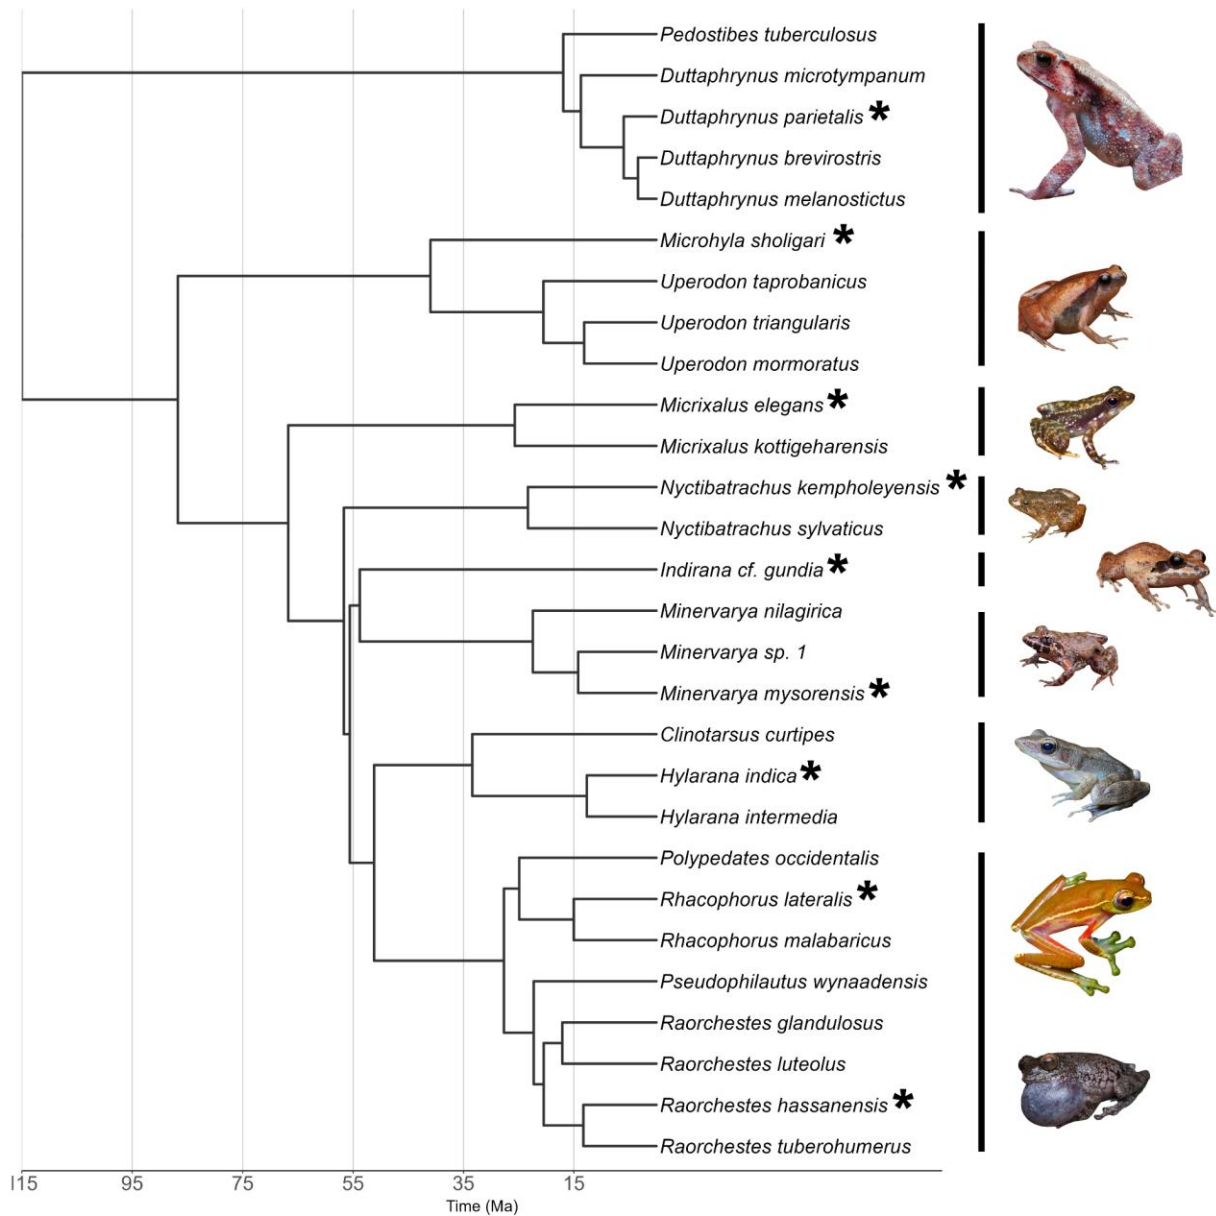 Pedostibes tuberculosus
Duttaphrynus microtympanum
Duttaphrynus parietalis *
Duttaphrynus brevirostris
Duttaphrynus melanostictus
Microhyla sholigari *
Uperodon taprobanicus
Uperodon triangularis
Uperodon mormoratus
Micrixalus elegans *
Micrixalus kottigeharensis
Nyctibatrachus kempholeyensis *
Nyctibatrachus sylvaticus
Indirana cf. gundia *
Minervarya nilagirica
Minervarya sp. 1
Minervarya mysorensis *
Clinotarsus curtipes
Hylarana indica *
Hylarana intermedia
Polypedates occidentalis
Rhacophorus lateralis *
Rhacophorus malabaricus
Pseudophilautus wynaadensis
Raorchestes glandulosus
Raorchestes luteolus
Raorchestes hassanensis *
Raorchestes tuberohumerus
115 95 75 55 35 15
Time (Ma)